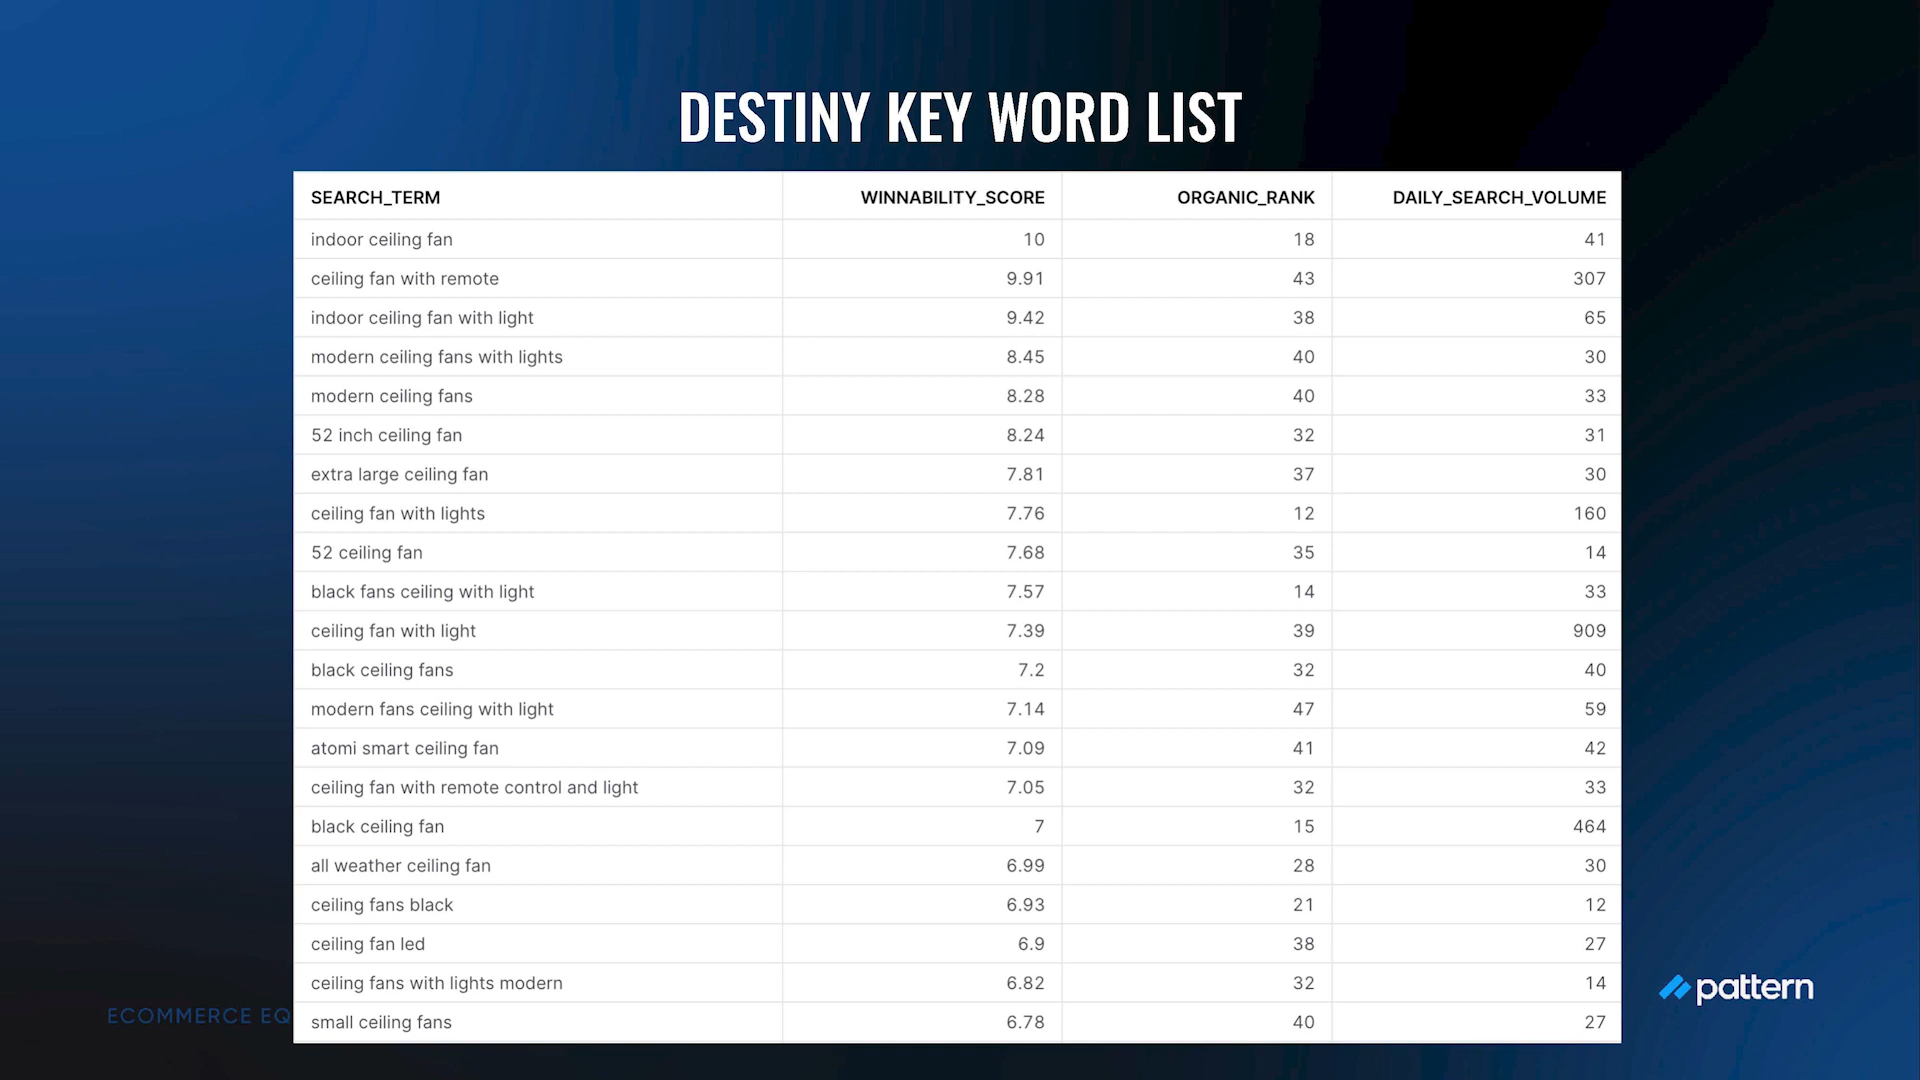 DESTINY KEY WORD LIST
SEARCH_TERM WINNABILITY_SCORE ORGANIC_RANK DAILY_SEARCH_VOLUME
indoor ceiling fan 10 18 41
ceiling fan with remote 9.91 43 307
indoor ceiling fan with light 9.42 38 65
modern ceiling fans with lights 8.45 40 30
modern ceiling fans 8.28 40 33
52 inch ceiling fan 8.24 32 31
extra large ceiling fan 7.81 37 30
ceiling fan with lights 7.76 12 160
52 ceiling fan 7.68 35 14
black fans ceiling with light 7.57 14 33
ceiling fan with light 7.39 39 909
black ceiling fans 7.2 32 40
modern fans ceiling with light 7.14 47 59
atomi smart ceiling fan 7.09 41 42
ceiling fan with remote control and light 7.05 32 33
black ceiling fan 7 15 464
all weather ceiling fan 6.99 28 30
ceiling fans black 6.93 21 12
ceiling fan led 6.9 38 27
ceiling fans with lights modern 6.82 32 14
small ceiling fans 6.78 40 27
ECOMMERCE EQ
pattern